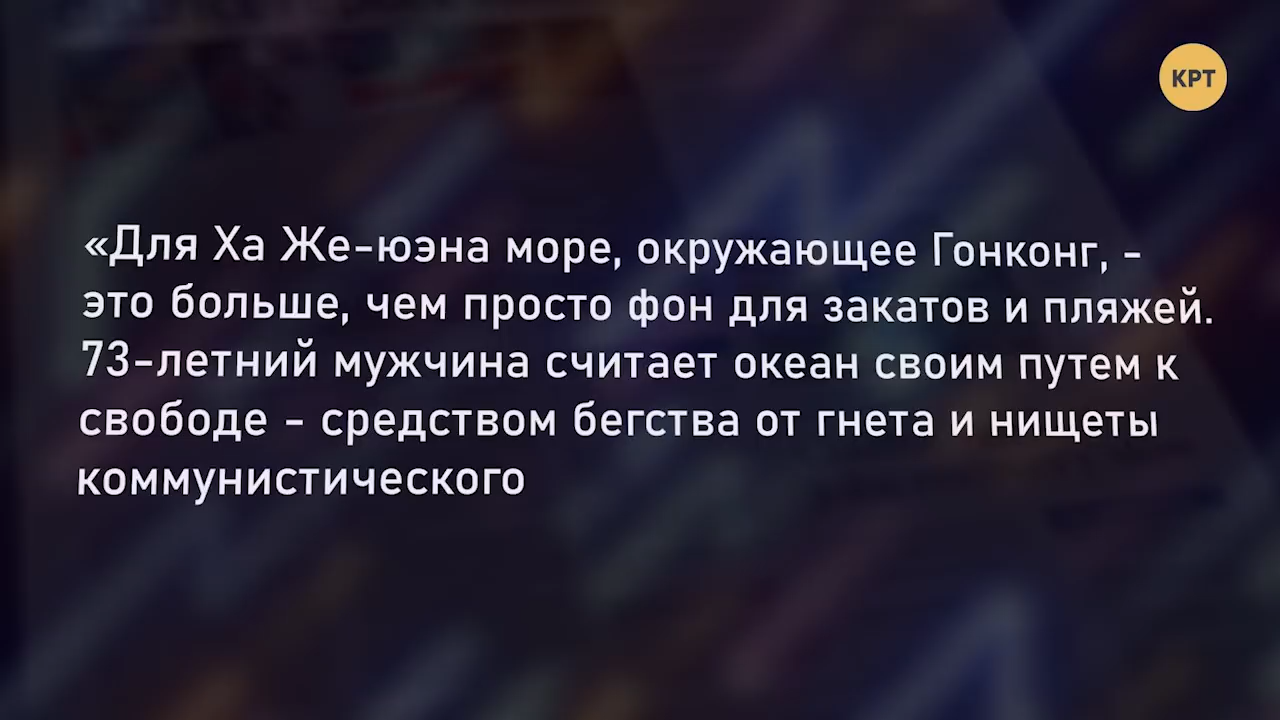 КРТ
«Для Ха Же-юэна море, окружающее Гонконг, -
это больше, чем просто фон для закатов и пляжей.
73-летний мужчина считает океан своим путем к
свободе - средством бегства от гнета и нищеты
коммунистического